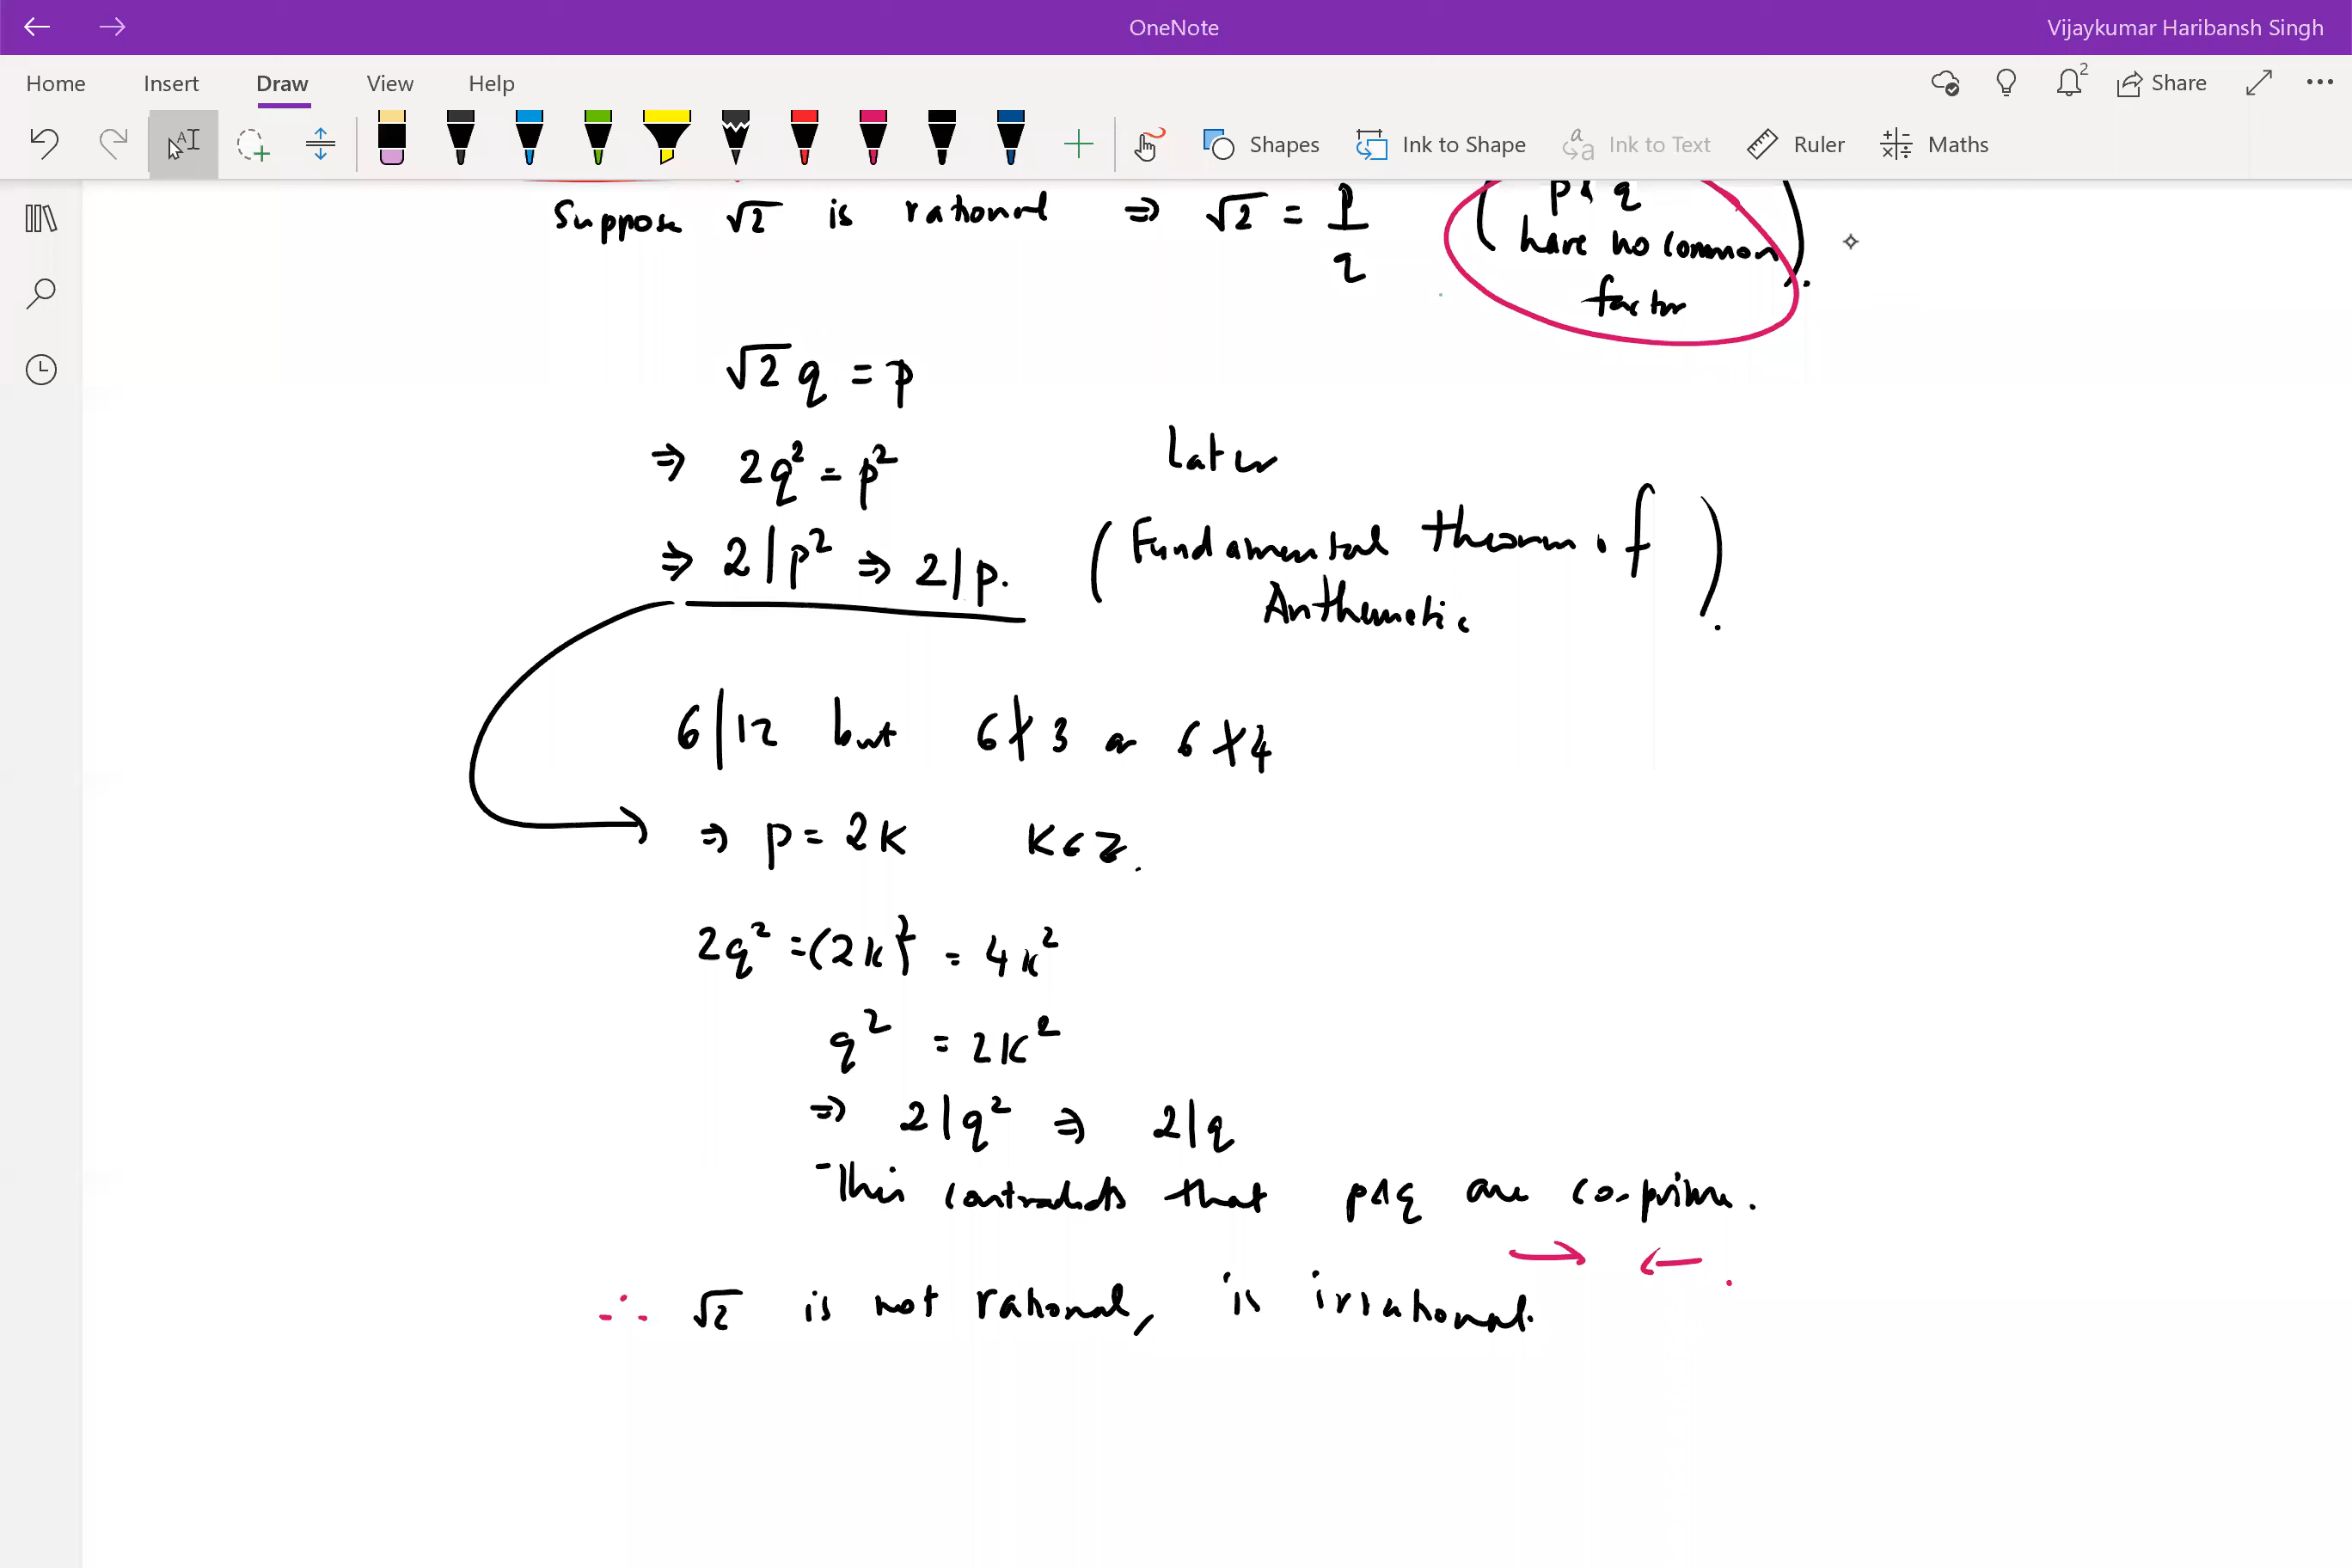 OneNote
Vijaykumar Haribansh Singh
Home Insert Draw View Help
2 Share
Shapes Ink to Shape Ink to Text Ruler Maths
Suppose √2 is rational ⇒ √2 = p/q (p & q
have no common
factor).
√2 q = p
⇒ 2q² = p²
Later
⇒ 2|p² ⇒ 2|p. (Fundamental theorem of
Arithmetic).
6|12 but 6∤3 or 6∤4
⇒ p = 2k k ∈ Z.
2q² = (2k)² = 4k²
q² = 2k²
⇒ 2|q² ⇒ 2|q
This contradicts that p & q are co-prime.
→ ← .
∴ √2 is not rational, is irrational.